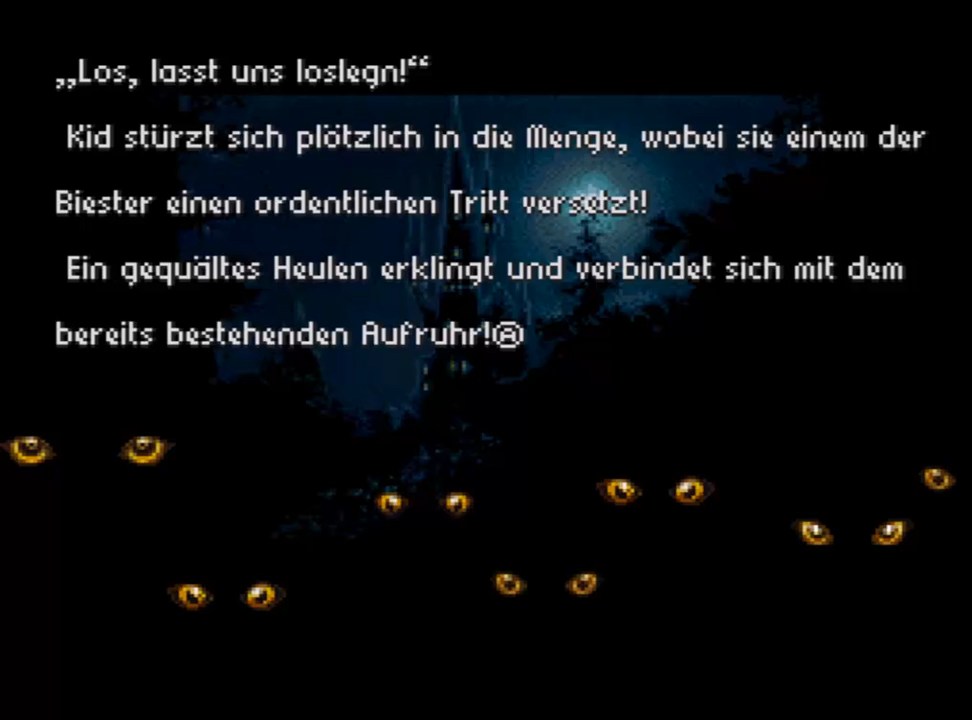 „Los, lasst uns loslegn!“
Kid stürzt sich plötzlich in die Menge, wobei sie einem der
Biester einen ordentlichen Tritt versetzt!
Ein gequältes Heulen erklingt und verbindet sich mit dem
bereits bestehenden Aufruhr!Ⓐ